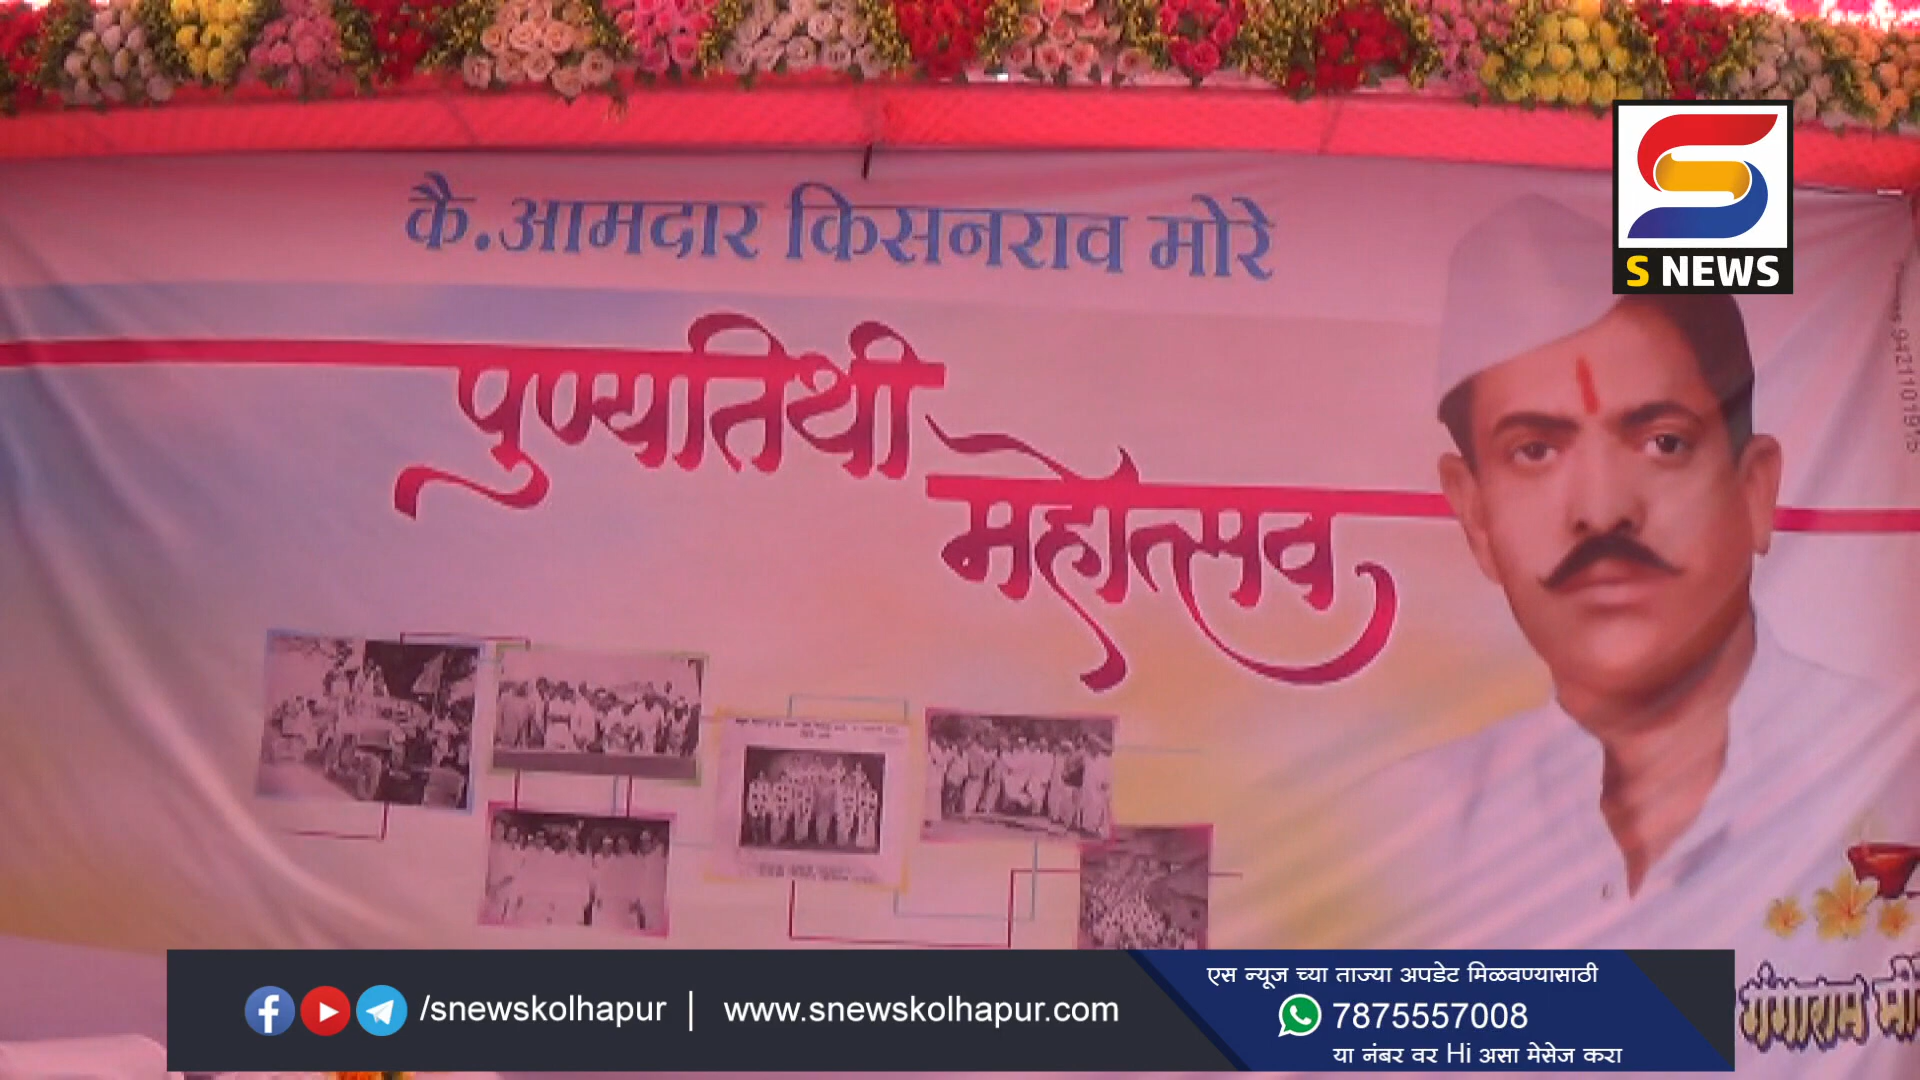 कै.आमदार किसनराव मोरे
पुण्यतिथी
महोत्सव
S NEWS
/snewskolhapur | www.snewskolhapur.com
एस न्यूज च्या ताज्या अपडेट मिळवण्यासाठी
7875557008
या नंबर वर Hi असा मेसेज करा
गंगाराम